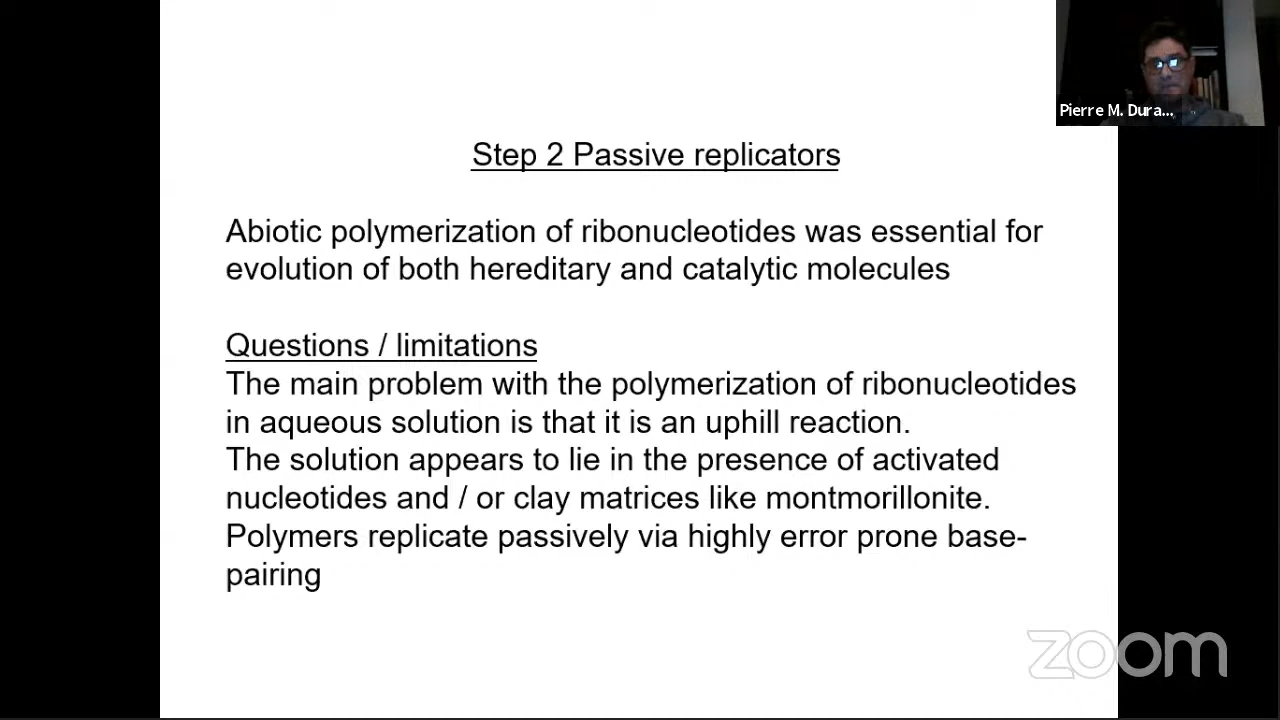 Pierre M. Dura...
Step 2 Passive replicators
Abiotic polymerization of ribonucleotides was essential for
evolution of both hereditary and catalytic molecules
Questions / limitations
The main problem with the polymerization of ribonucleotides
in aqueous solution is that it is an uphill reaction.
The solution appears to lie in the presence of activated
nucleotides and / or clay matrices like montmorillonite.
Polymers replicate passively via highly error prone base-
pairing
zoom